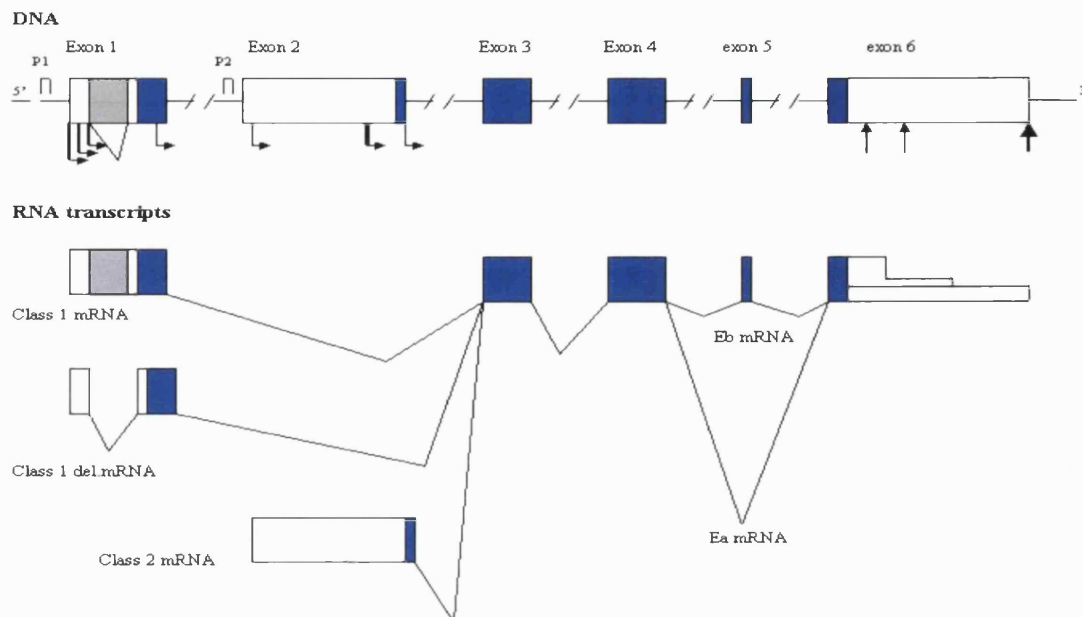 DNA
Exon 1
Exon 2
Exon 3
Exon 4
exon 5
exon 6
P1
P2
5'
RNA transcripts
Class 1 mRNA
Eb mRNA
Class 1 del.mRNA
Ea mRNA
Class 2 mRNA